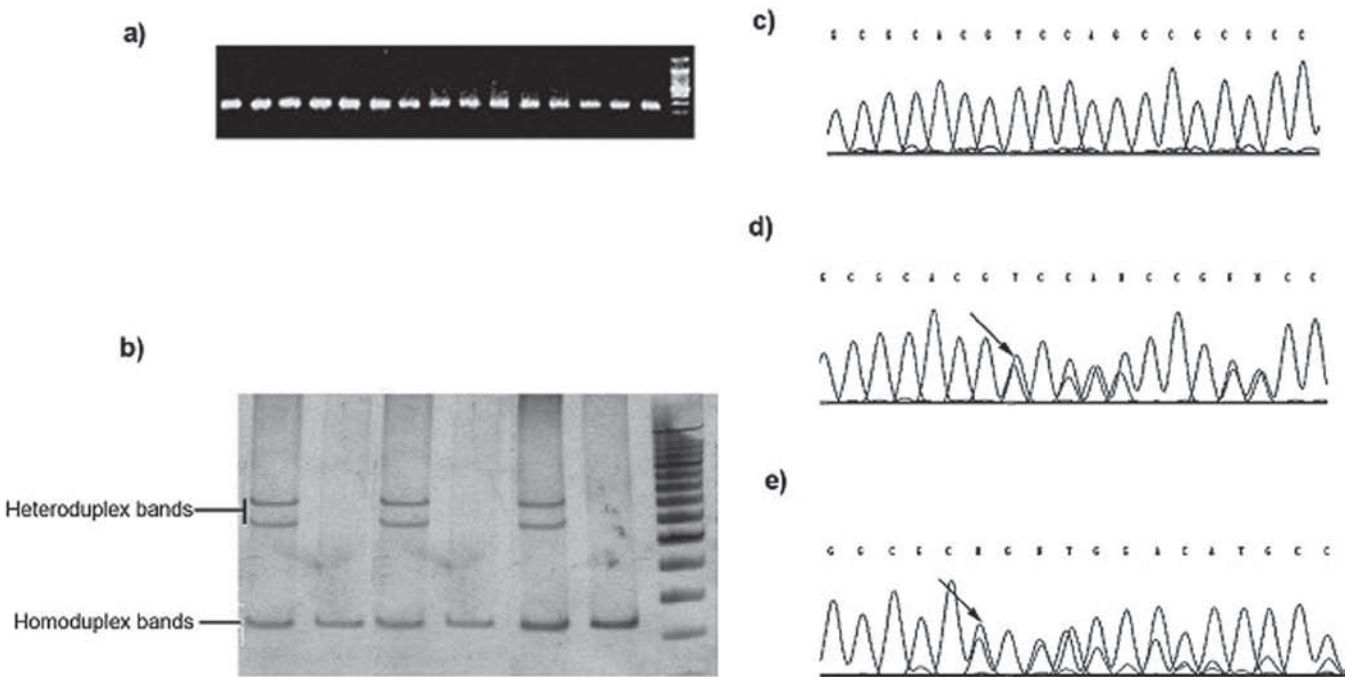 a)
b)
Heteroduplex bands
Homoduplex bands
c)
G C G C A C G T C C A G C C G C G C C
d)
G C G C A C G T C C A N C C G N C C
e)
G G C G C N G N T G G A C A T G C C